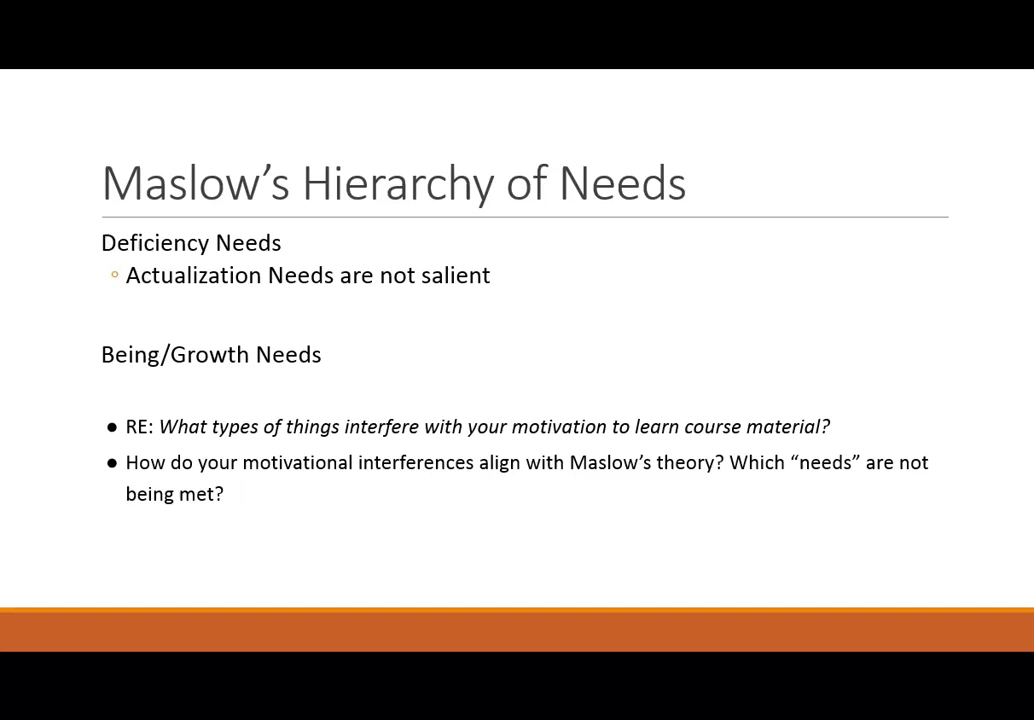 Maslow’s Hierarchy of Needs
Deficiency Needs
◦ Actualization Needs are not salient
Being/Growth Needs
● RE: What types of things interfere with your motivation to learn course material?
● How do your motivational interferences align with Maslow’s theory? Which “needs” are not
being met?